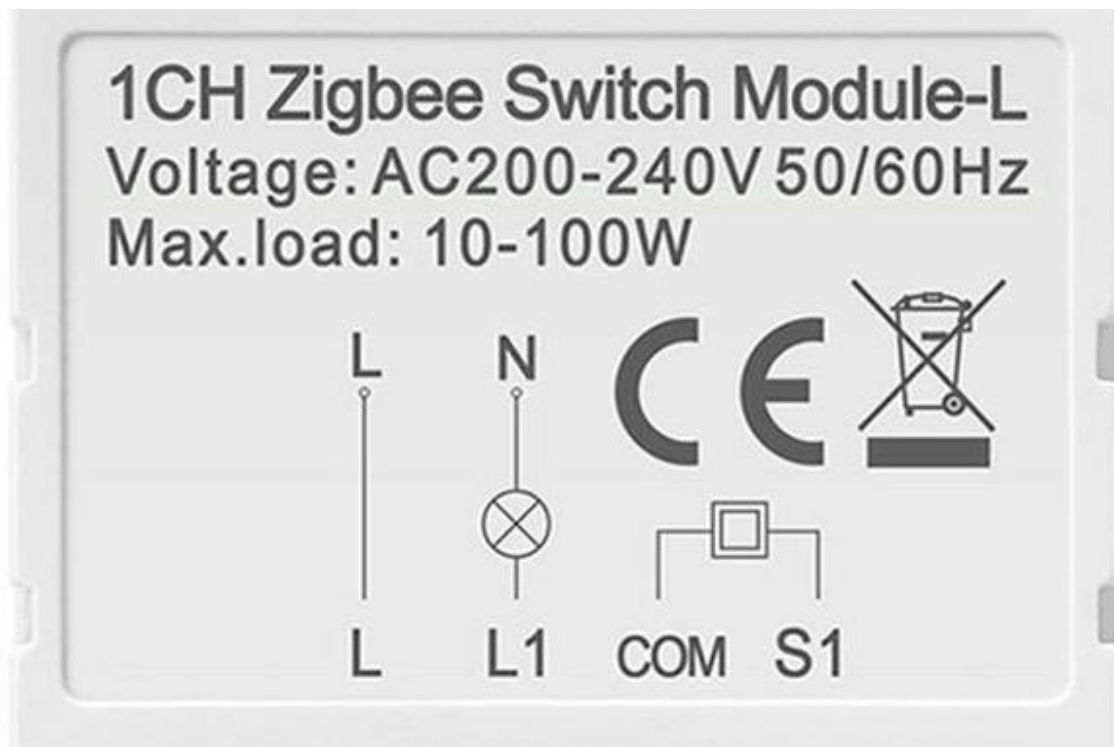 1CH Zigbee Switch Module-L
Voltage: AC200-240V 50/60Hz
Max.load: 10-100W
L N
CE
L L1 COM S1